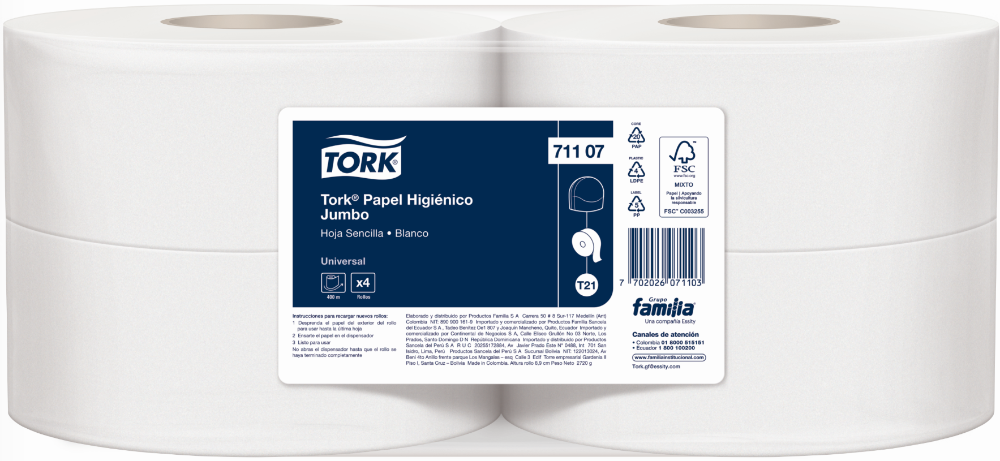 TORK®
Tork® Papel Higiénico
Jumbo
Hoja Sencilla • Blanco
Universal
400 m
x4
Rollos
711 07
T21
CORE
20
PAP
PLASTIC
4
LDPE
LABEL
5
PP
™
FSC
www.fsc.org
MIXTO
Papel | Apoyando
la silvicultura
responsable
FSC™ C003255
7 702026 071103
Grupo
familia®
Una compañía Essity
Canales de atención
• Colombia 01 8000 515151
• Ecuador 1 800 100200
www.familiainstitucional.com
Tork.gf@essity.com
Instrucciones para recargar nuevos rollos:
1 Desprenda el papel del exterior del rollo
para usar hasta la última hoja
2 Ensarte el papel en el dispensador
3 Listo para usar
No abras el dispensador hasta que el rollo se
haya terminado completamente
Elaborado y distribuido por Productos Familia S A Carrera 50 # 8 Sur-117 Medellín (Ant)
Colombia NIT: 890 900 161-9 Importado y comercializado por Productos Familia Sancela
del Ecuador S A , Tadeo Benitez Oe1 807 y Joaquín Mancheno, Quito, Ecuador Importado y
comercializado por Continental de Negocios S A, Calle Eliseo Grullón No 03 Norte, Los
Prados, Santo Domingo D N República Dominicana Importado y distribuido por Productos
Sancela del Perú S A R U C 20255172884, Av Javier Prado Este N° 0488, Int 701 San
Isidro, Lima, Perú Productos Sancela del Perú S A Sucursal Bolivia NIT: 122013024, Av
Beni 4to Anillo frente parque Los Mangales – esq Calle 3 Edif Torre empresarial Gardenia II
Piso I, Santa Cruz – Bolivia Made in Colombia. Altura rollo 8,9 cm Peso Neto 2720 g